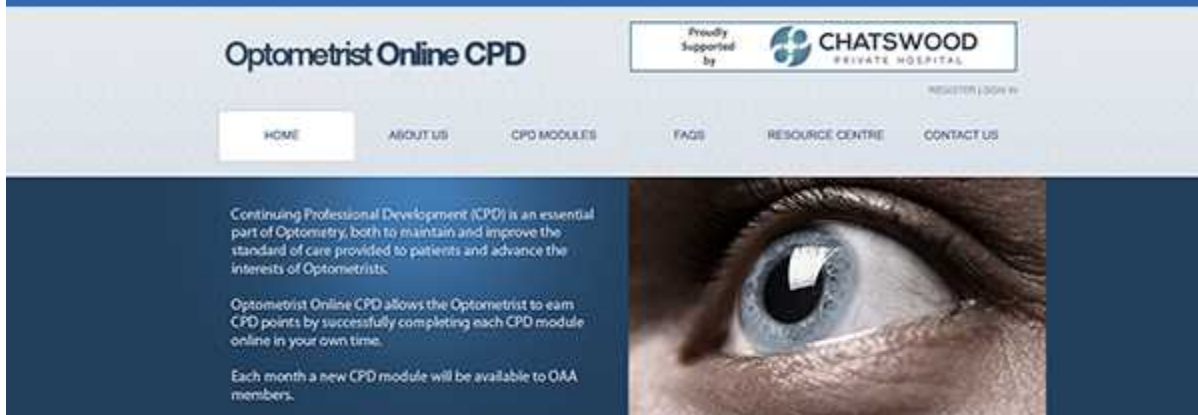 Optometrist Online CPD
Proudly
Supported
by
CHATSWOOD
PRIVATE HOSPITAL
REGISTER | SIGN IN
HOME
ABOUT US
CPD MODULES
FAQS
RESOURCE CENTRE
CONTACT US
Continuing Professional Development (CPD) is an essential
part of Optometry, both to maintain and improve the
standard of care provided to patients and advance the
interests of Optometrists.
Optometrist Online CPD allows the Optometrist to earn
CPD points by successfully completing each CPD module
online in your own time.
Each month a new CPD module will be available to OAA
members.